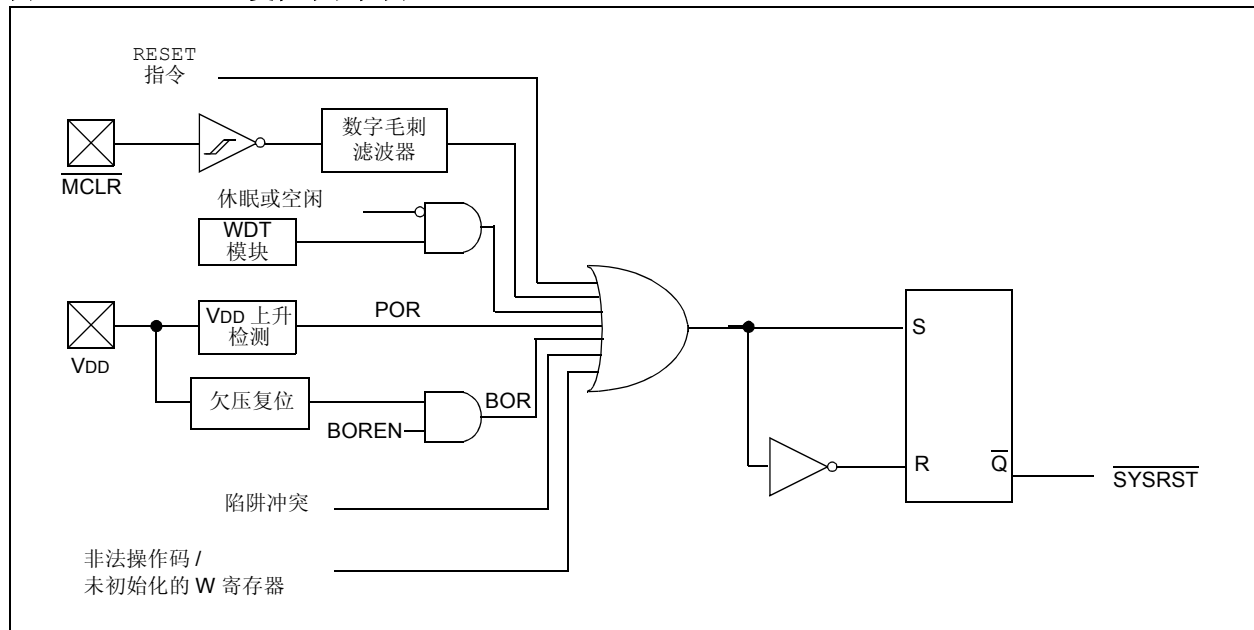 RESET
指令
数字毛刺
滤波器
MCLR
休眠或空闲
WDT
模块
VDD 上升
检测
POR
VDD
欠压复位
BOREN
BOR
S
R
Q
SYSRST
陷阱冲突
非法操作码 /
未初始化的 W 寄存器